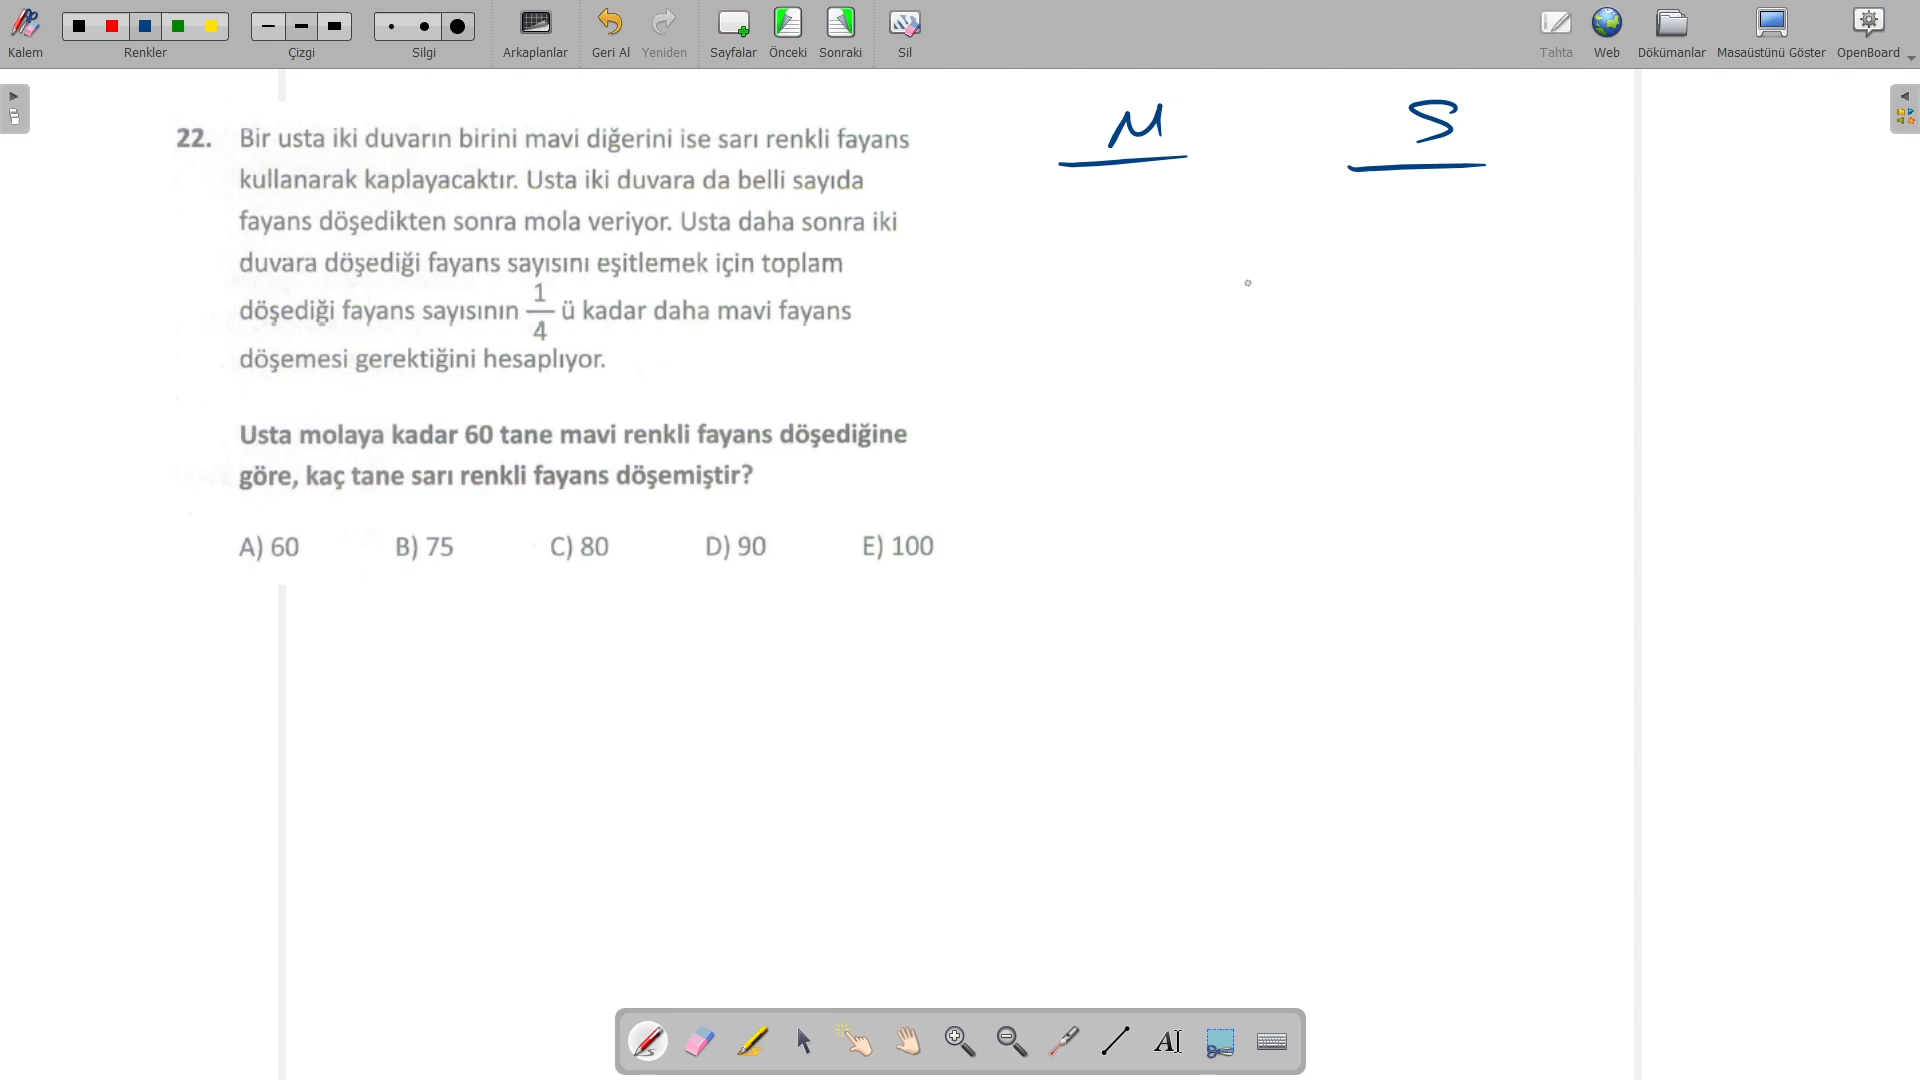 Kalem
Renkler
Çizgi
Silgi
Arkaplanlar
Geri Al
Yeniden
Sayfalar
Önceki
Sonraki
Sil
Tahta
Web
Dökümanlar
Masaüstünü Göster
OpenBoard
M S
22. Bir usta iki duvarın birini mavi diğerini ise sarı renkli fayans
kullanarak kaplayacaktır. Usta iki duvara da belli sayıda
fayans döşedikten sonra mola veriyor. Usta daha sonra iki
duvara döşediği fayans sayısını eşitlemek için toplam
döşediği fayans sayısının 1/4 ü kadar daha mavi fayans
döşemesi gerektiğini hesaplıyor.
Usta molaya kadar 60 tane mavi renkli fayans döşediğine
göre, kaç tane sarı renkli fayans döşemiştir?
A) 60 B) 75 C) 80 D) 90 E) 100